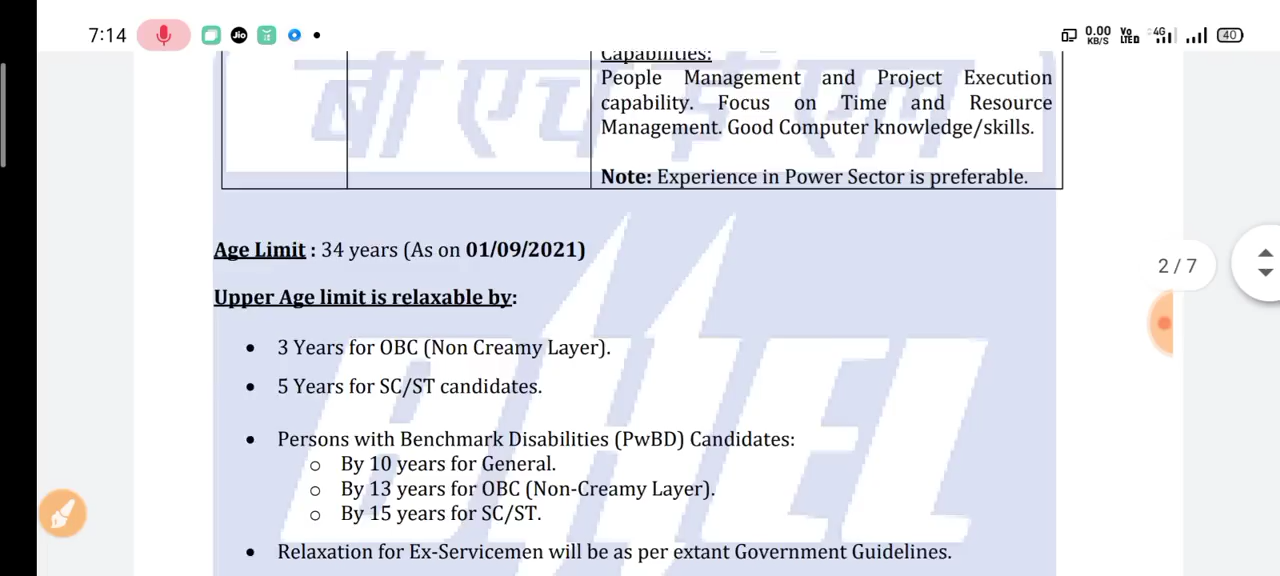 7:14
Jio
0.00 KB/S
Vo LTE D
4G
40
Capabilities:
People Management and Project Execution
capability. Focus on Time and Resource
Management. Good Computer knowledge/skills.
Note: Experience in Power Sector is preferable.
बी एच ई एल
Age Limit : 34 years (As on 01/09/2021)
2 / 7
Upper Age limit is relaxable by:
• 3 Years for OBC (Non Creamy Layer).
• 5 Years for SC/ST candidates.
• Persons with Benchmark Disabilities (PwBD) Candidates:
o By 10 years for General.
o By 13 years for OBC (Non-Creamy Layer).
o By 15 years for SC/ST.
• Relaxation for Ex-Servicemen will be as per extant Government Guidelines.
BHEL